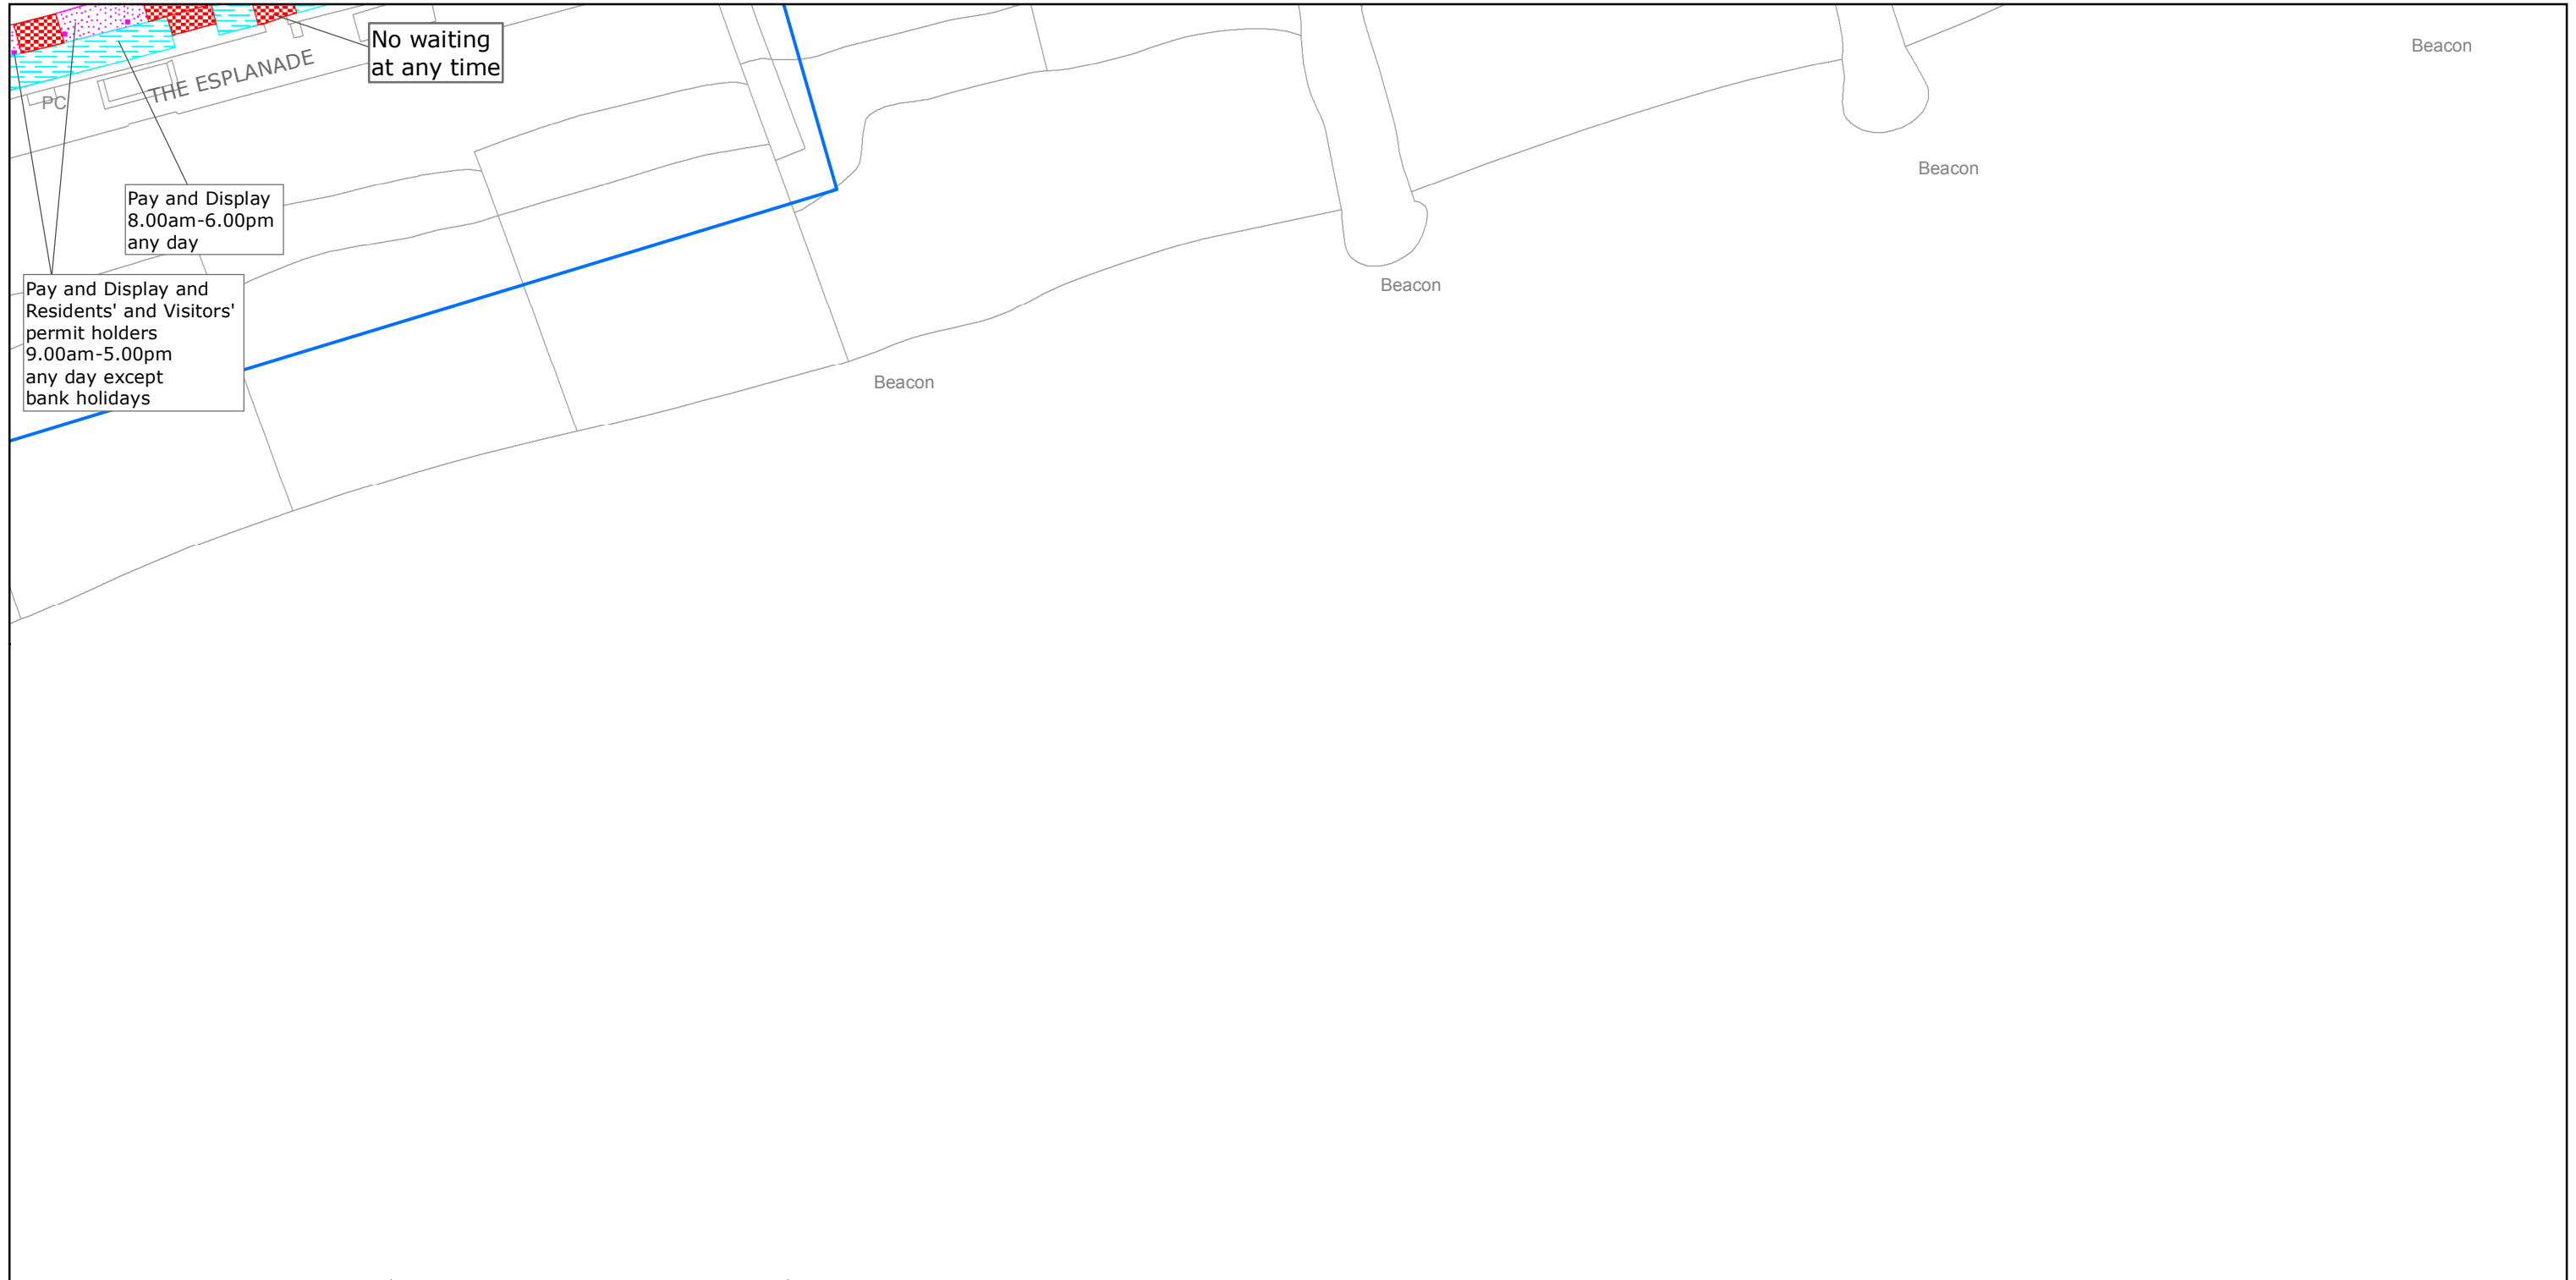 No waiting
at any time
THE ESPLANADE
PC
Pay and Display
8.00am-6.00pm
any day
Pay and Display and
Residents' and Visitors'
permit holders
9.00am-5.00pm
any day except
bank holidays
Beacon
Beacon
Beacon
Beacon